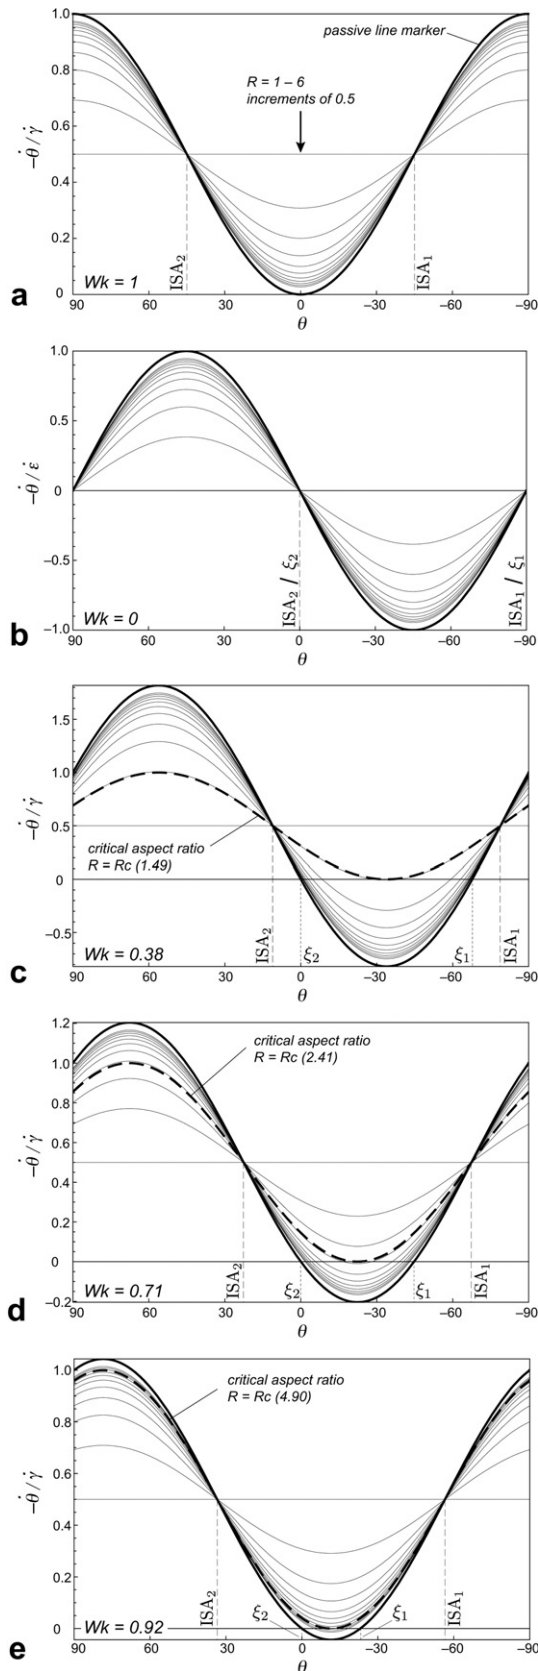 1.0
0.8
0.6
0.4
0.2
0
−θ̇ / γ̇
passive line marker
R = 1 – 6
increments of 0.5
ISA2
ISA1
Wk = 1
a
90 60 30 0 −30 −60 −90
θ
1.0
0.5
0
−0.5
−1.0
−θ̇ / ε̇
ISA2 / ξ2
ISA1 / ξ1
Wk = 0
b
90 60 30 0 −30 −60 −90
θ
1.5
1.0
0.5
0
−0.5
−θ̇ / γ̇
critical aspect ratio
R = Rc (1.49)
ISA2
ξ2
ξ1
ISA1
Wk = 0.38
c
90 60 30 0 −30 −60 −90
θ
1.2
1.0
0.8
0.6
0.4
0.2
0
−0.2
−θ̇ / γ̇
critical aspect ratio
R = Rc (2.41)
ISA2
ξ2
ξ1
ISA1
Wk = 0.71
d
90 60 30 0 −30 −60 −90
θ
1.0
0.8
0.6
0.4
0.2
0
−θ̇ / γ̇
critical aspect ratio
R = Rc (4.90)
ISA2
ξ2
ξ1
ISA1
Wk = 0.92
e
90 60 30 0 −30 −60 −90
θ